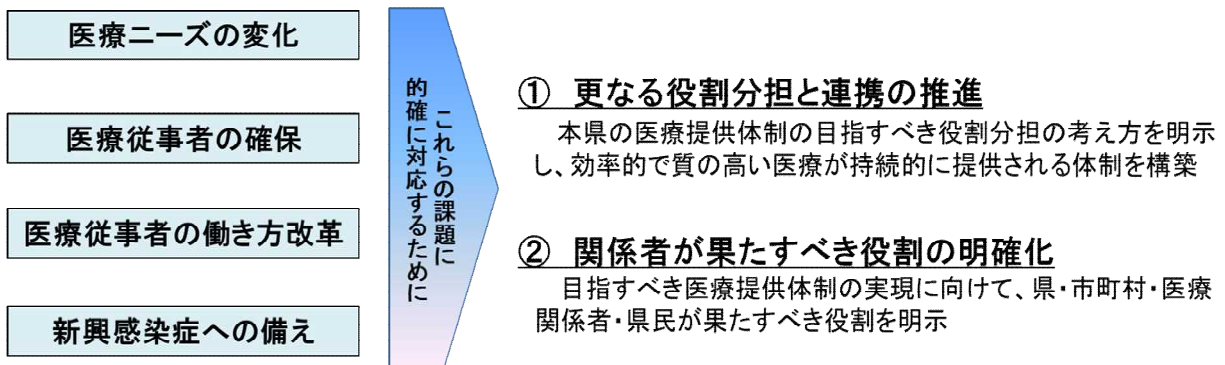 医療ニーズの変化
医療従事者の確保
医療従事者の働き方改革
新興感染症への備え
これらの課題に
的確に対応するために
① 更なる役割分担と連携の推進
本県の医療提供体制の目指すべき役割分担の考え方を明示
し、効率的で質の高い医療が持続的に提供される体制を構築
② 関係者が果たすべき役割の明確化
目指すべき医療提供体制の実現に向けて、県・市町村・医療
関係者・県民が果たすべき役割を明示